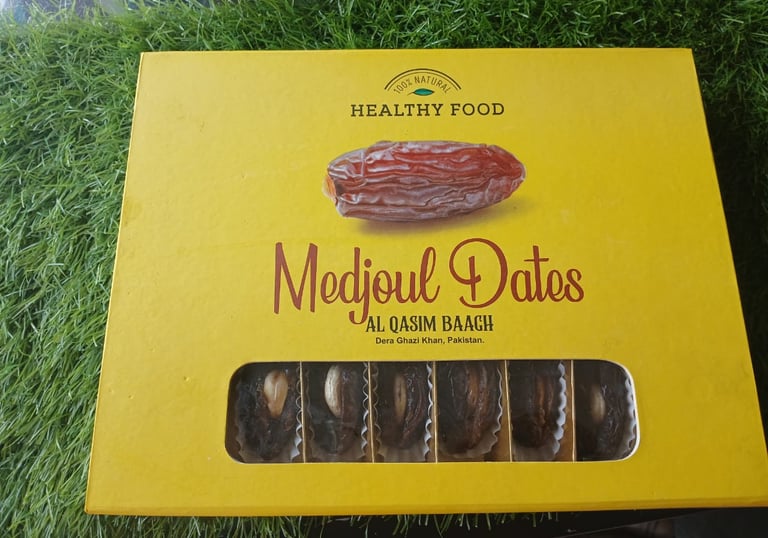 100% NATURAL
HEALTHY FOOD
Medjoul Dates
AL QASIM BAAGH
Dera Ghazi Khan, Pakistan.